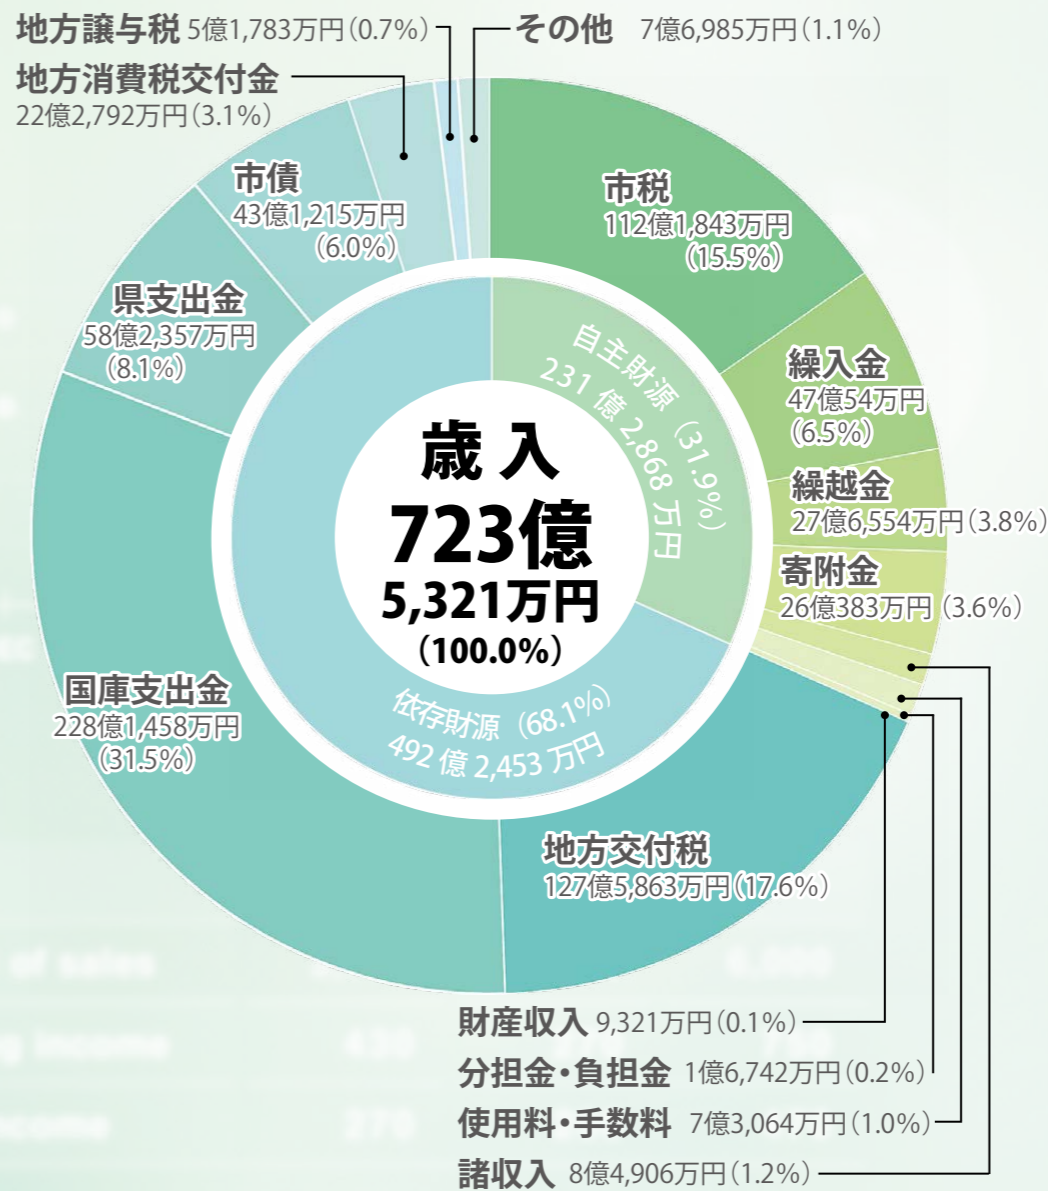 地方譲与税 5億1,783万円(0.7%)
その他 7億6,985万円(1.1%)
地方消費税交付金
22億2,792万円(3.1%)
市債
43億1,215万円
(6.0%)
市税
112億1,843万円
(15.5%)
県支出金
58億2,357万円
(8.1%)
繰入金
47億54万円
(6.5%)
繰越金
27億6,554万円(3.8%)
寄附金
26億383万円(3.6%)
自主財源(31.9%)
231億2,868万円
歳入
723億
5,321万円
(100.0%)
依存財源(68.1%)
492億2,453万円
国庫支出金
228億1,458万円
(31.5%)
地方交付税
127億5,863万円(17.6%)
財産収入 9,321万円(0.1%)
分担金・負担金 1億6,742万円(0.2%)
使用料・手数料 7億3,064万円(1.0%)
諸収入 8億4,906万円(1.2%)
of sales
income
430
270